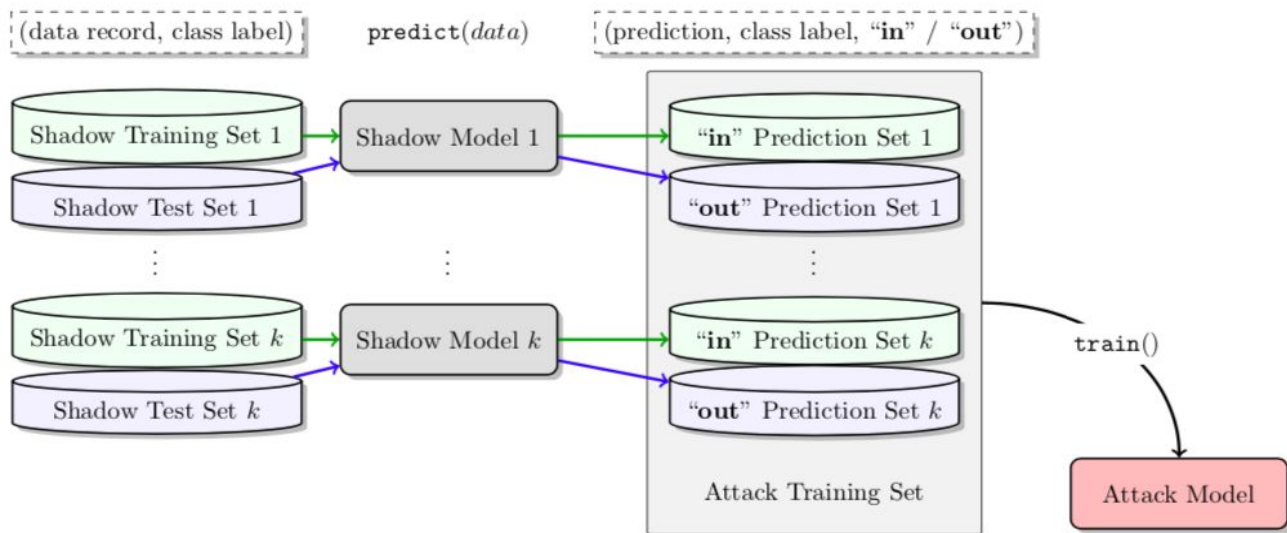 (data record, class label)
predict(data)
(prediction, class label, “in” / “out”)
Shadow Training Set 1
Shadow Model 1
“in” Prediction Set 1
Shadow Test Set 1
“out” Prediction Set 1
⋮
⋮
⋮
Shadow Training Set k
Shadow Model k
“in” Prediction Set k
train()
Shadow Test Set k
“out” Prediction Set k
Attack Training Set
Attack Model